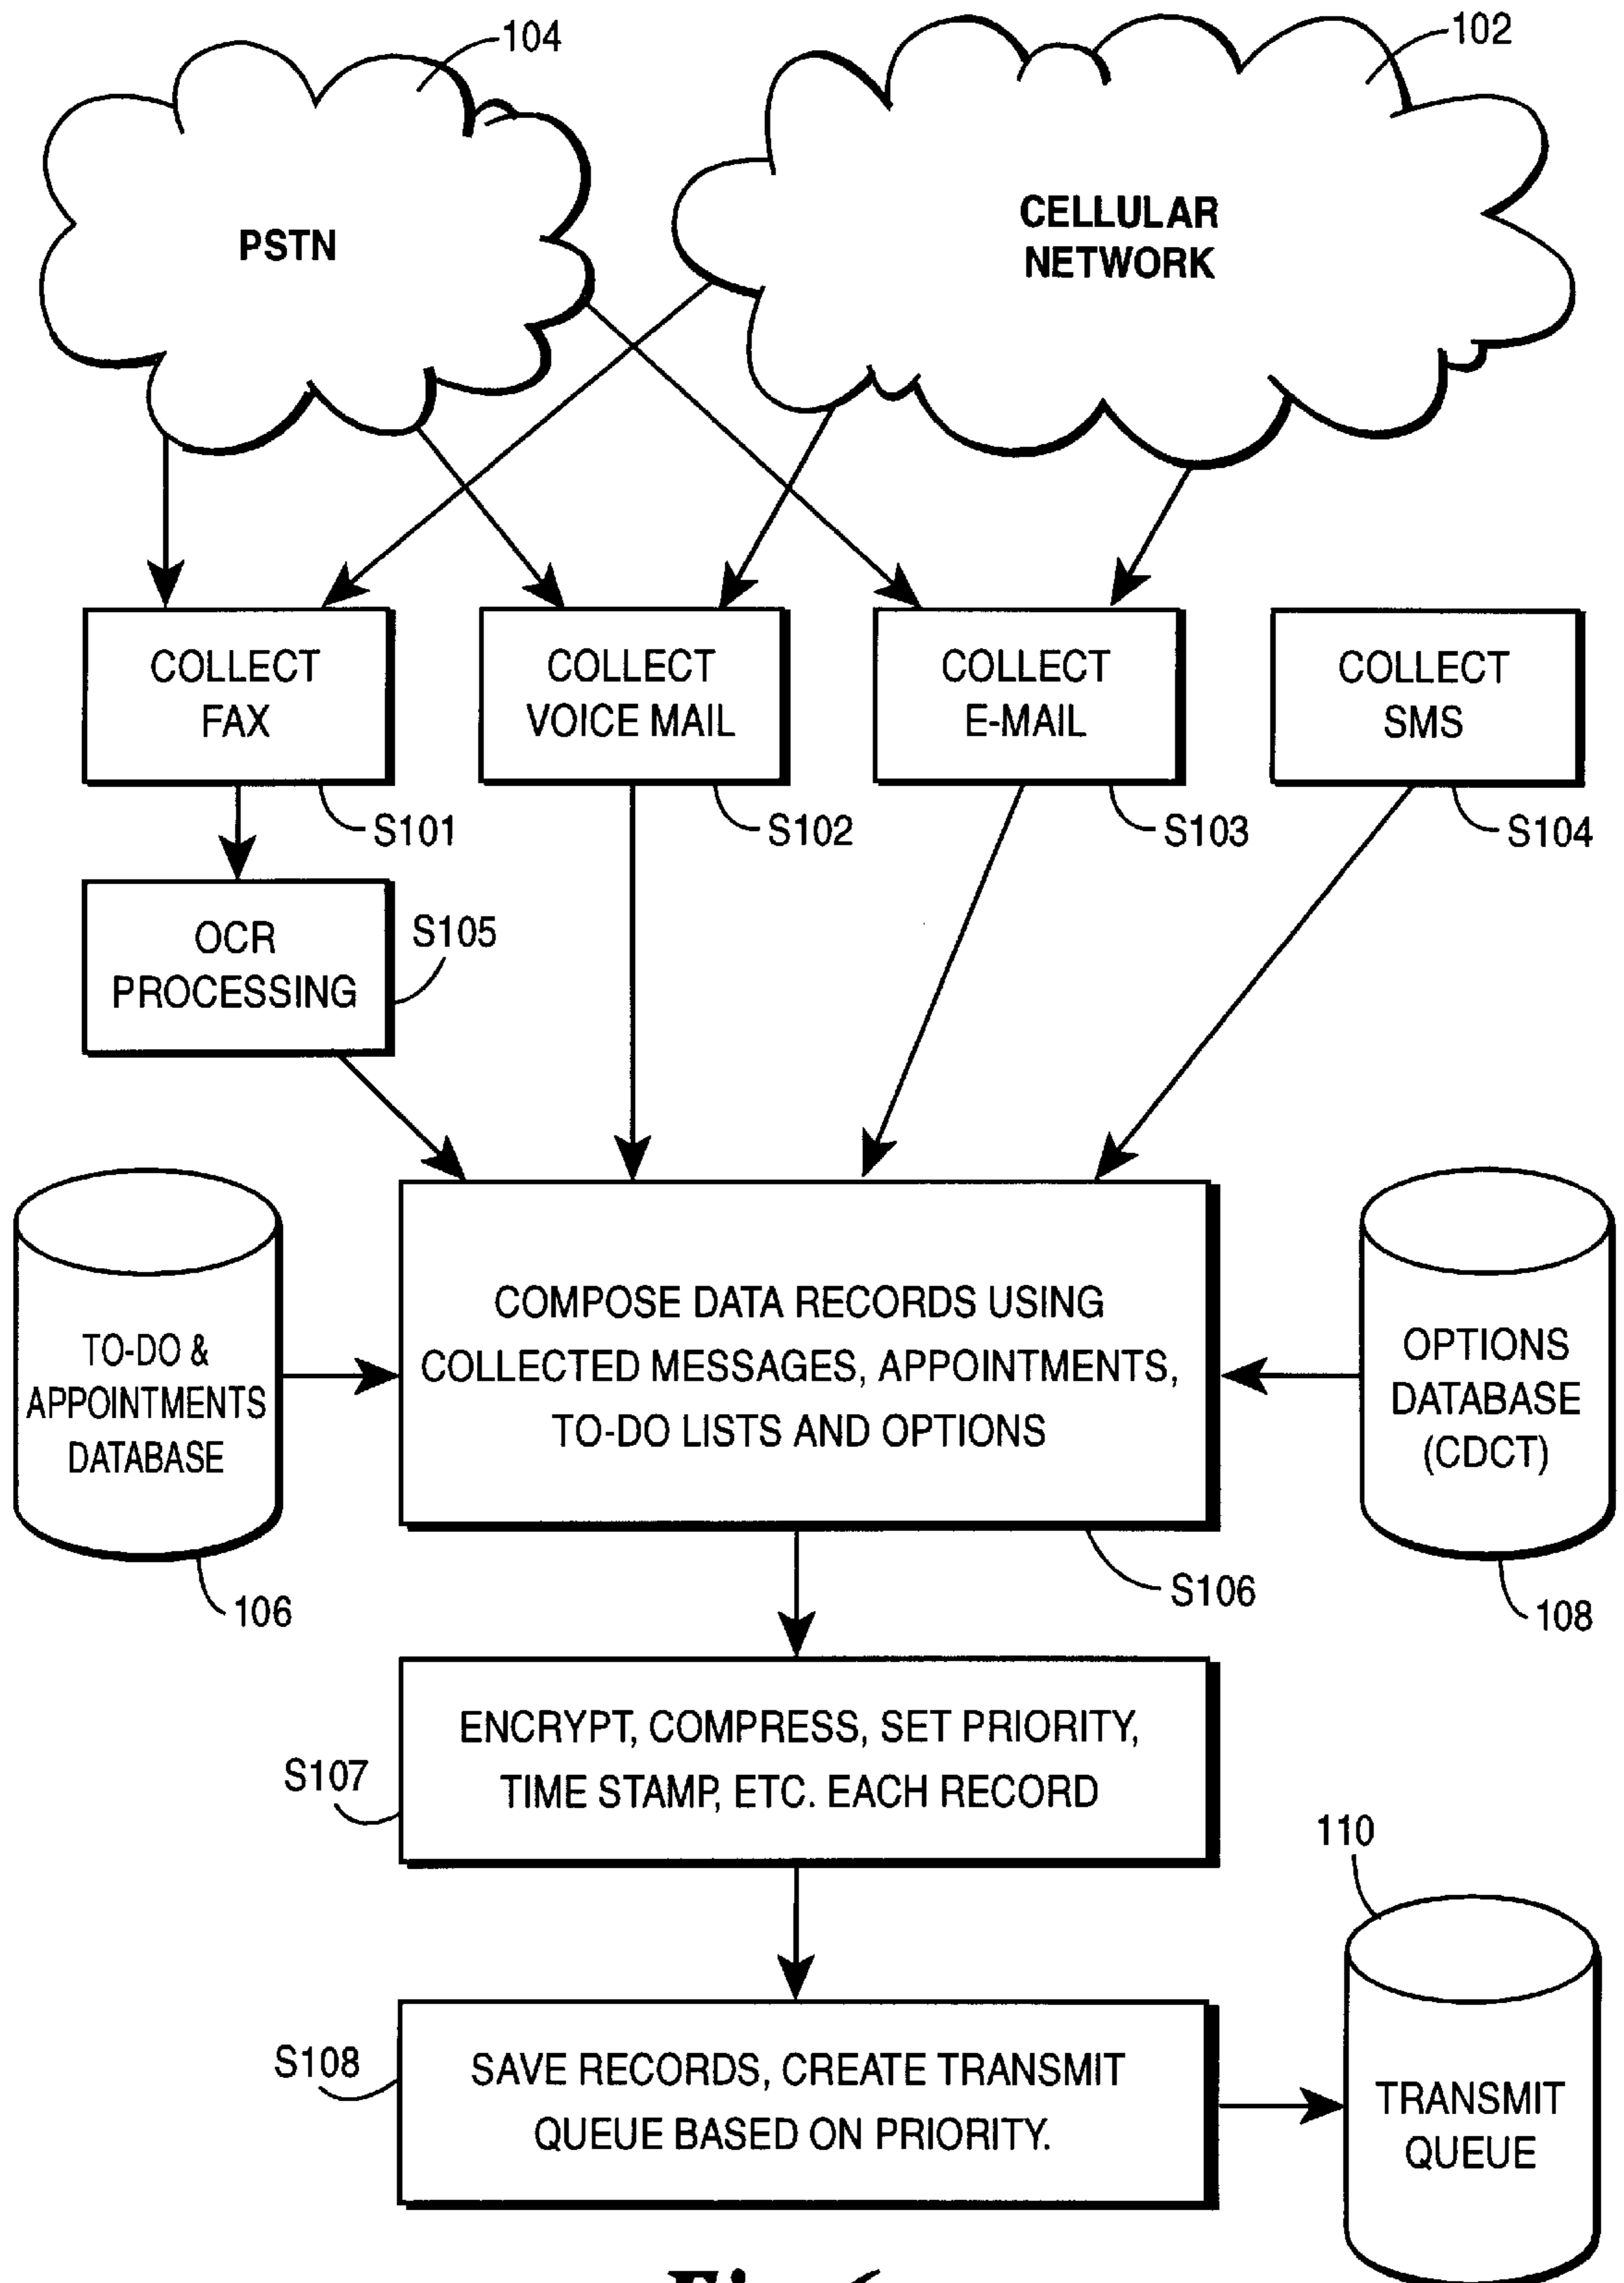 104
102
PSTN
CELLULAR
NETWORK
COLLECT
FAX
COLLECT
VOICE MAIL
COLLECT
E-MAIL
COLLECT
SMS
S101
S102
S103
S104
OCR
PROCESSING
S105
TO-DO &
APPOINTMENTS
DATABASE
COMPOSE DATA RECORDS USING
COLLECTED MESSAGES, APPOINTMENTS,
TO-DO LISTS AND OPTIONS
OPTIONS
DATABASE
(CDCT)
106
S106
108
ENCRYPT, COMPRESS, SET PRIORITY,
TIME STAMP, ETC. EACH RECORD
S107
110
S108
SAVE RECORDS, CREATE TRANSMIT
QUEUE BASED ON PRIORITY.
TRANSMIT
QUEUE